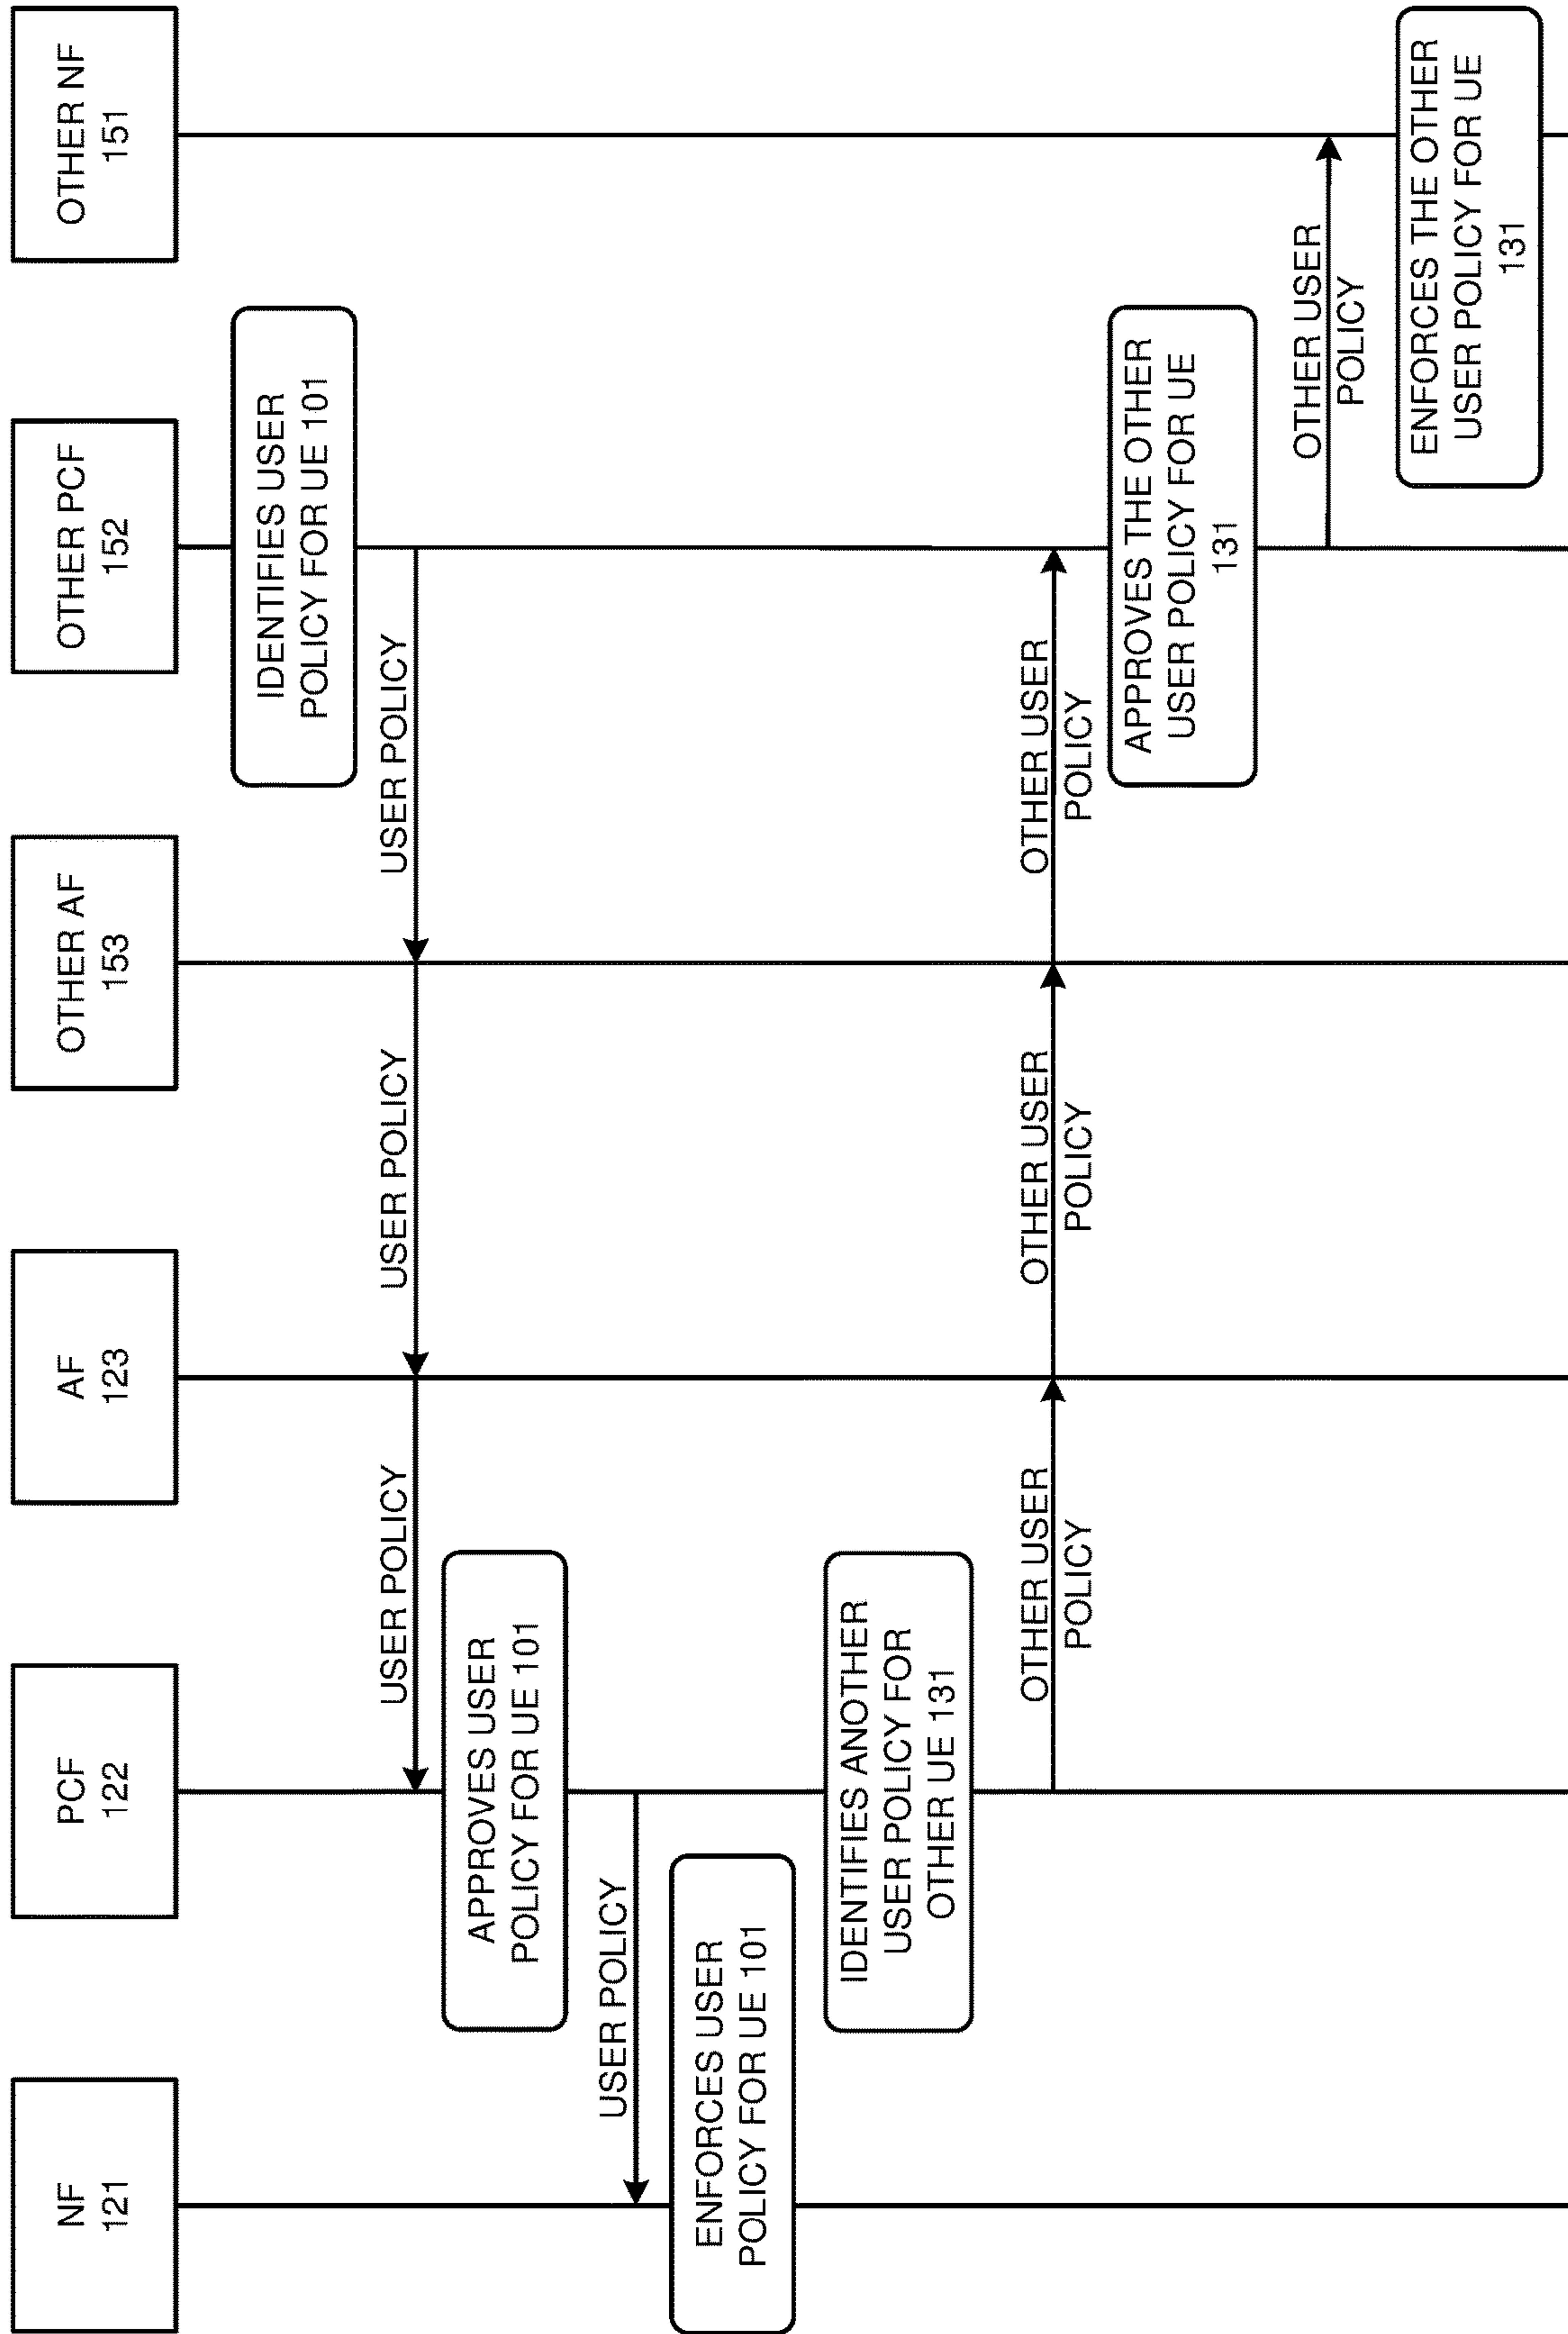 NF
121
PCF
122
AF
123
OTHER AF
153
OTHER PCF
152
OTHER NF
151
IDENTIFIES USER
POLICY FOR UE 101
USER POLICY
USER POLICY
USER POLICY
APPROVES USER
POLICY FOR UE 101
USER POLICY
ENFORCES USER
POLICY FOR UE 101
IDENTIFIES ANOTHER
USER POLICY FOR
OTHER UE 131
OTHER USER
POLICY
OTHER USER
POLICY
OTHER USER
POLICY
APPROVES THE OTHER
USER POLICY FOR UE
131
OTHER USER
POLICY
ENFORCES THE OTHER
USER POLICY FOR UE
131